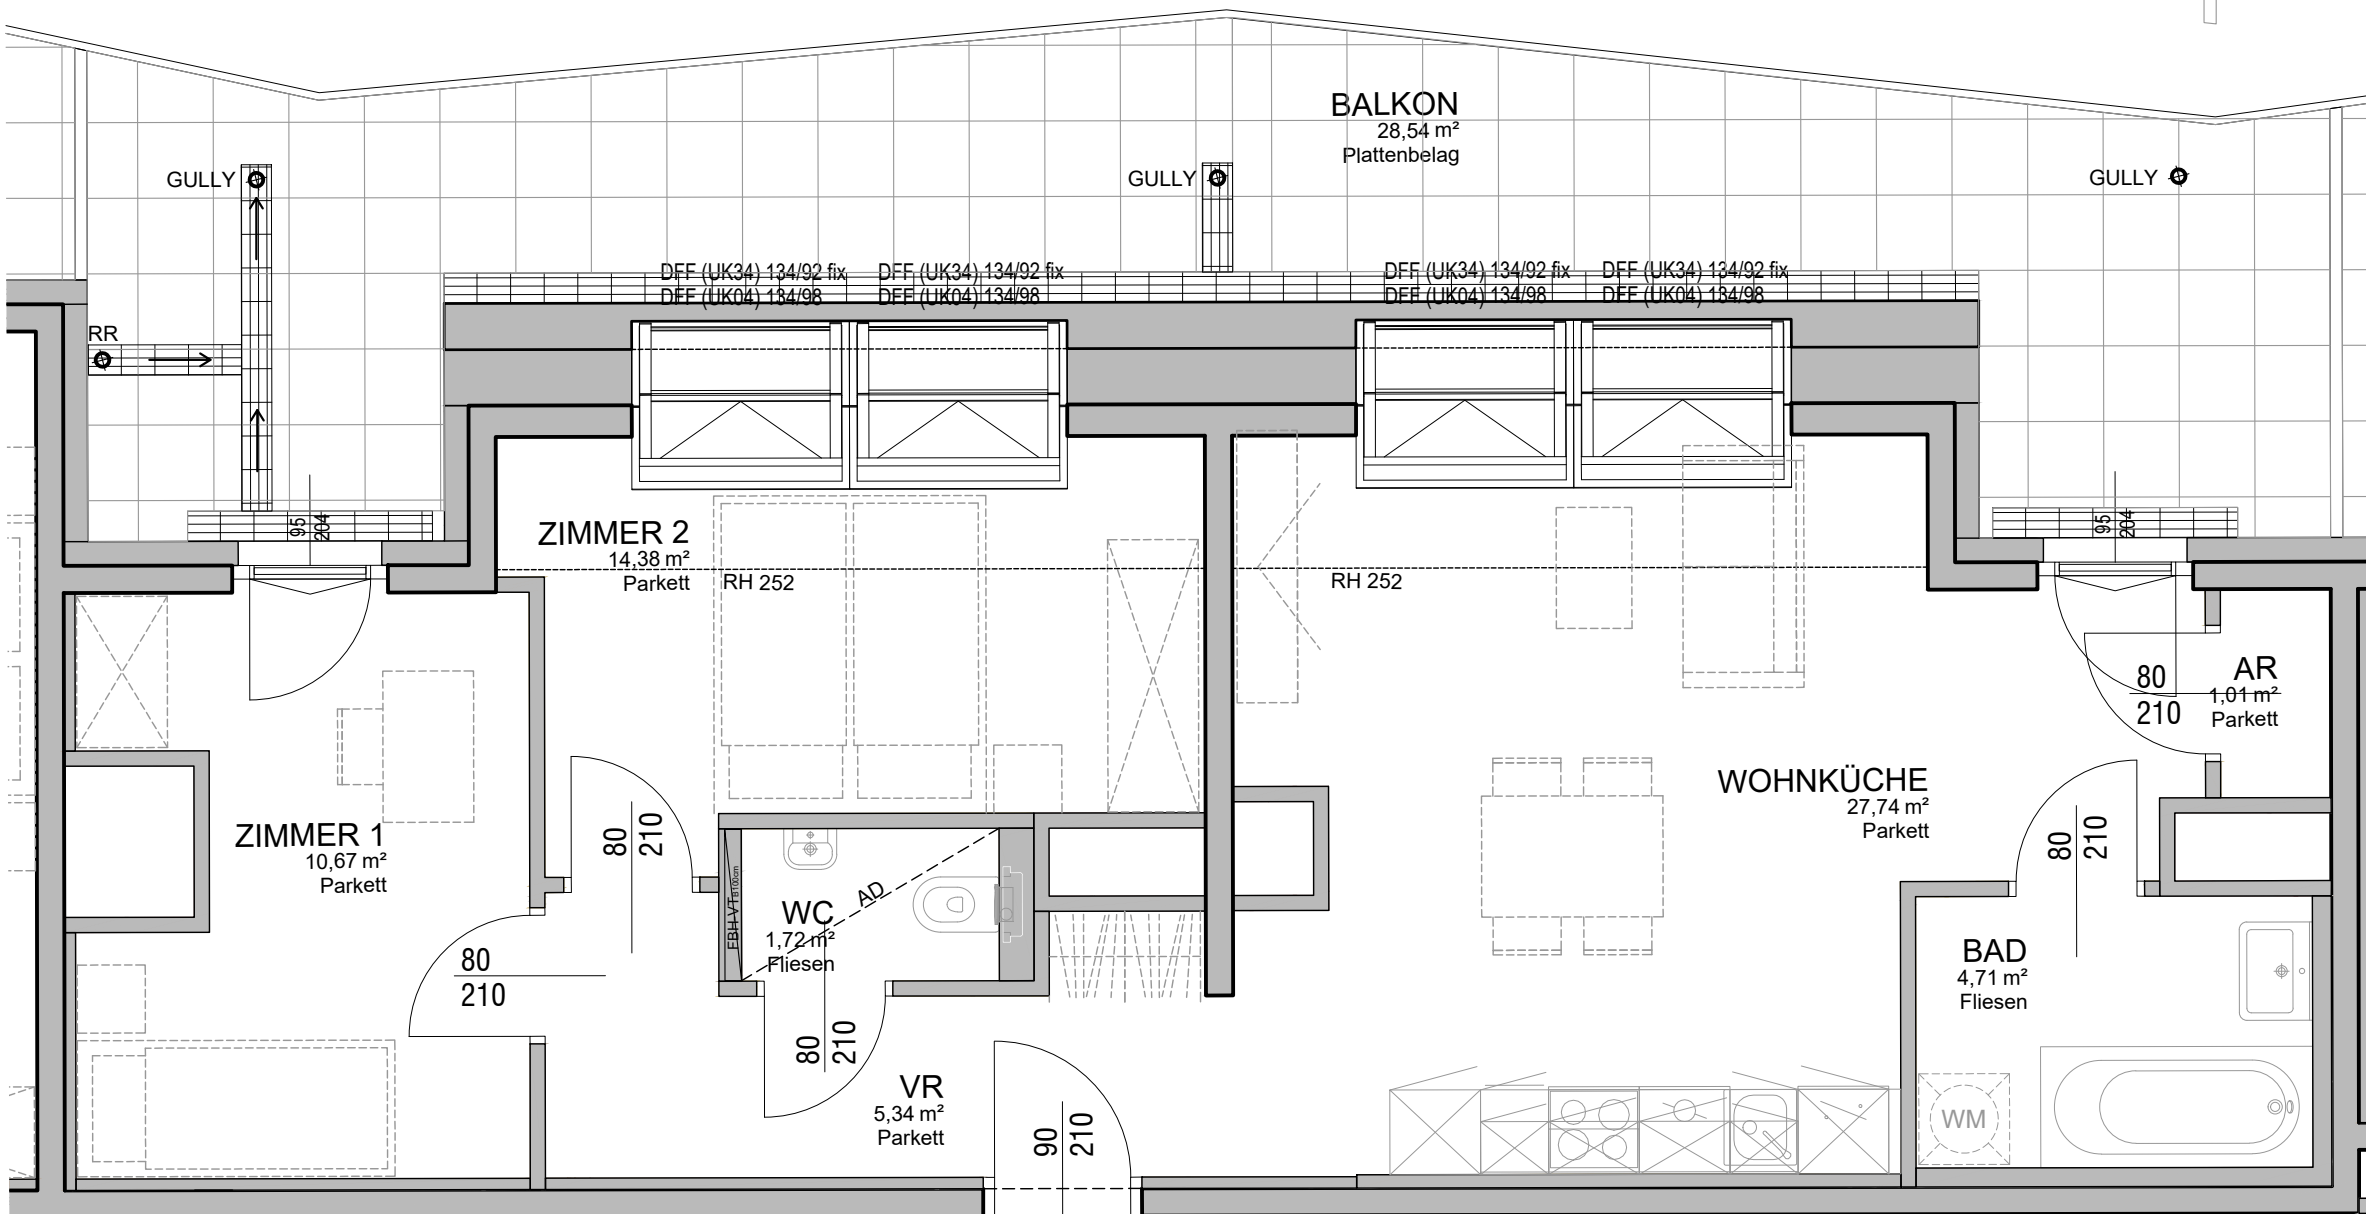 BALKON
28,54 m²
Plattenbelag
GULLY
GULLY
GULLY
DFF (UK34) 134/92 fix
DFF (UK04) 134/98
DFF (UK34) 134/92 fix
DFF (UK04) 134/98
DFF (UK34) 134/92 fix
DFF (UK04) 134/98
DFF (UK34) 134/92 fix
DFF (UK04) 134/98
RR
95
204
95
204
ZIMMER 2
14,38 m²
Parkett
RH 252
RH 252
80
210
AR
1,01 m²
Parkett
WOHNKÜCHE
27,74 m²
Parkett
ZIMMER 1
10,67 m²
Parkett
80
210
80
210
FBH-VT B100cm
AD
WC
1,72 m²
Fliesen
80
210
BAD
4,71 m²
Fliesen
80
210
VR
5,34 m²
Parkett
90
210
WM